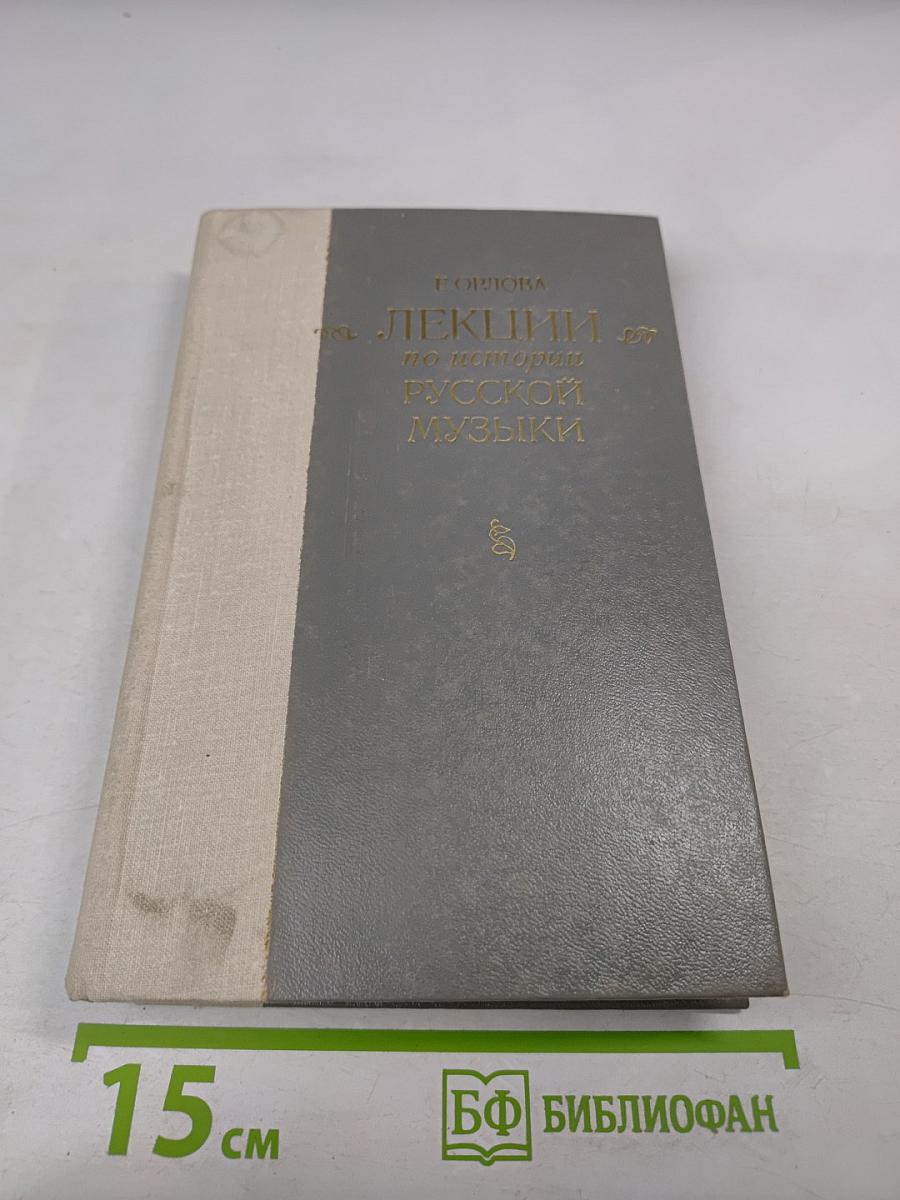 Е. ОРЛОВА
ЛЕКЦИИ
по истории
РУССКОЙ
МУЗЫКИ
15 см
БФ БИБЛИОФАН